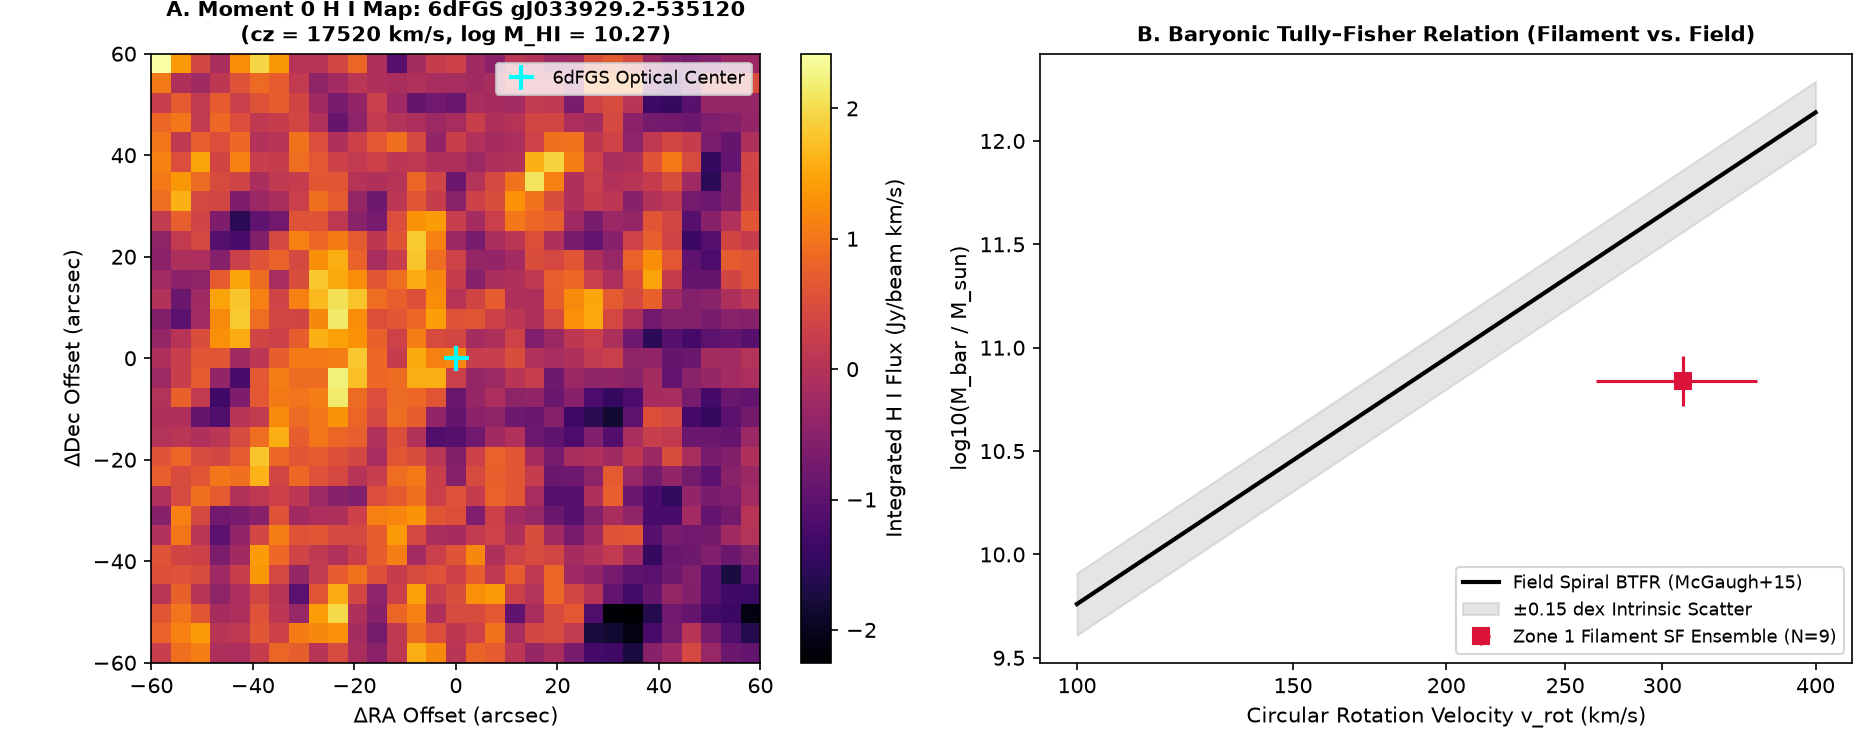 A. Moment 0 H I Map: 6dFGS gJ033929.2-535120
(cz = 17520 km/s, log M_HI = 10.27)
6dFGS Optical Center
60
40
20
0
−20
−40
−60
ΔDec Offset (arcsec)
−60
−40
−20
0
20
40
60
ΔRA Offset (arcsec)
2
1
0
−1
−2
Integrated H I Flux (Jy/beam km/s)
B. Baryonic Tully–Fisher Relation (Filament vs. Field)
12.0
11.5
11.0
10.5
10.0
9.5
log10(M_bar / M_sun)
100
150
200
250
300
400
Circular Rotation Velocity v_rot (km/s)
Field Spiral BTFR (McGaugh+15)
±0.15 dex Intrinsic Scatter
Zone 1 Filament SF Ensemble (N=9)